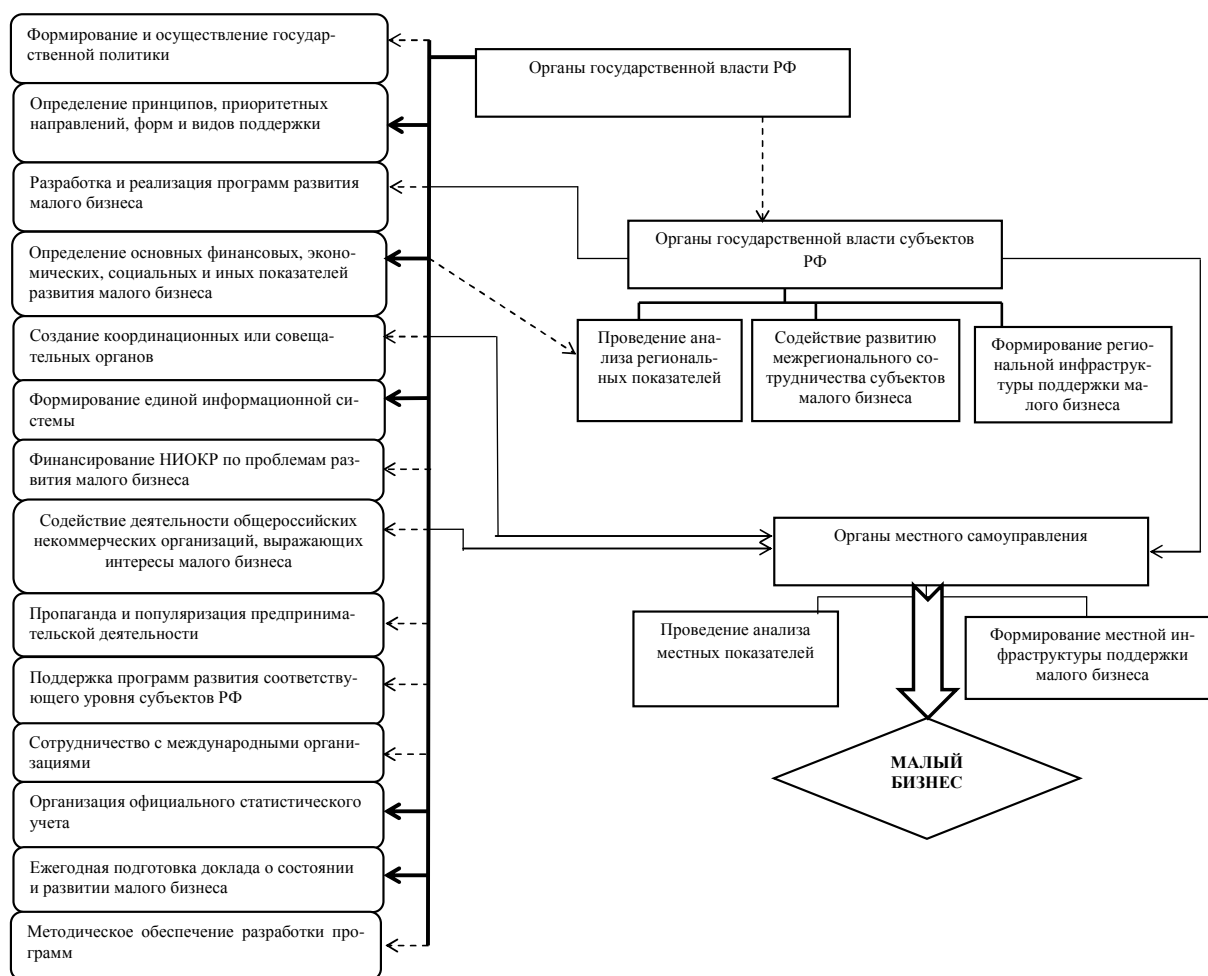 Формирование и осуществление государ-
ственной политики
Определение принципов, приоритетных
направлений, форм и видов поддержки
Разработка и реализация программ развития
малого бизнеса
Определение основных финансовых, эконо-
мических, социальных и иных показателей
развития малого бизнеса
Создание координационных или совеща-
тельных органов
Формирование единой информационной си-
стемы
Финансирование НИОКР по проблемам раз-
вития малого бизнеса
Содействие деятельности общероссийских
некоммерческих организаций, выражающих
интересы малого бизнеса
Пропаганда и популяризация предпринима-
тельской деятельности
Поддержка программ развития соответству-
ющего уровня субъектов РФ
Сотрудничество с международными органи-
зациями
Организация официального статистического
учета
Ежегодная подготовка доклада о состоянии
и развитии малого бизнеса
Методическое обеспечение разработки про-
грамм
Органы государственной власти РФ
Органы государственной власти субъектов
РФ
Проведение ана-
лиза региональ-
ных показателей
Содействие развитию
межрегионального со-
трудничества субъектов
малого бизнеса
Формирование регио-
нальной инфраструк-
туры поддержки ма-
лого бизнеса
Органы местного самоуправления
Проведение анализа
местных показателей
Формирование местной ин-
фраструктуры поддержки
малого бизнеса
МАЛЫЙ
БИЗНЕС